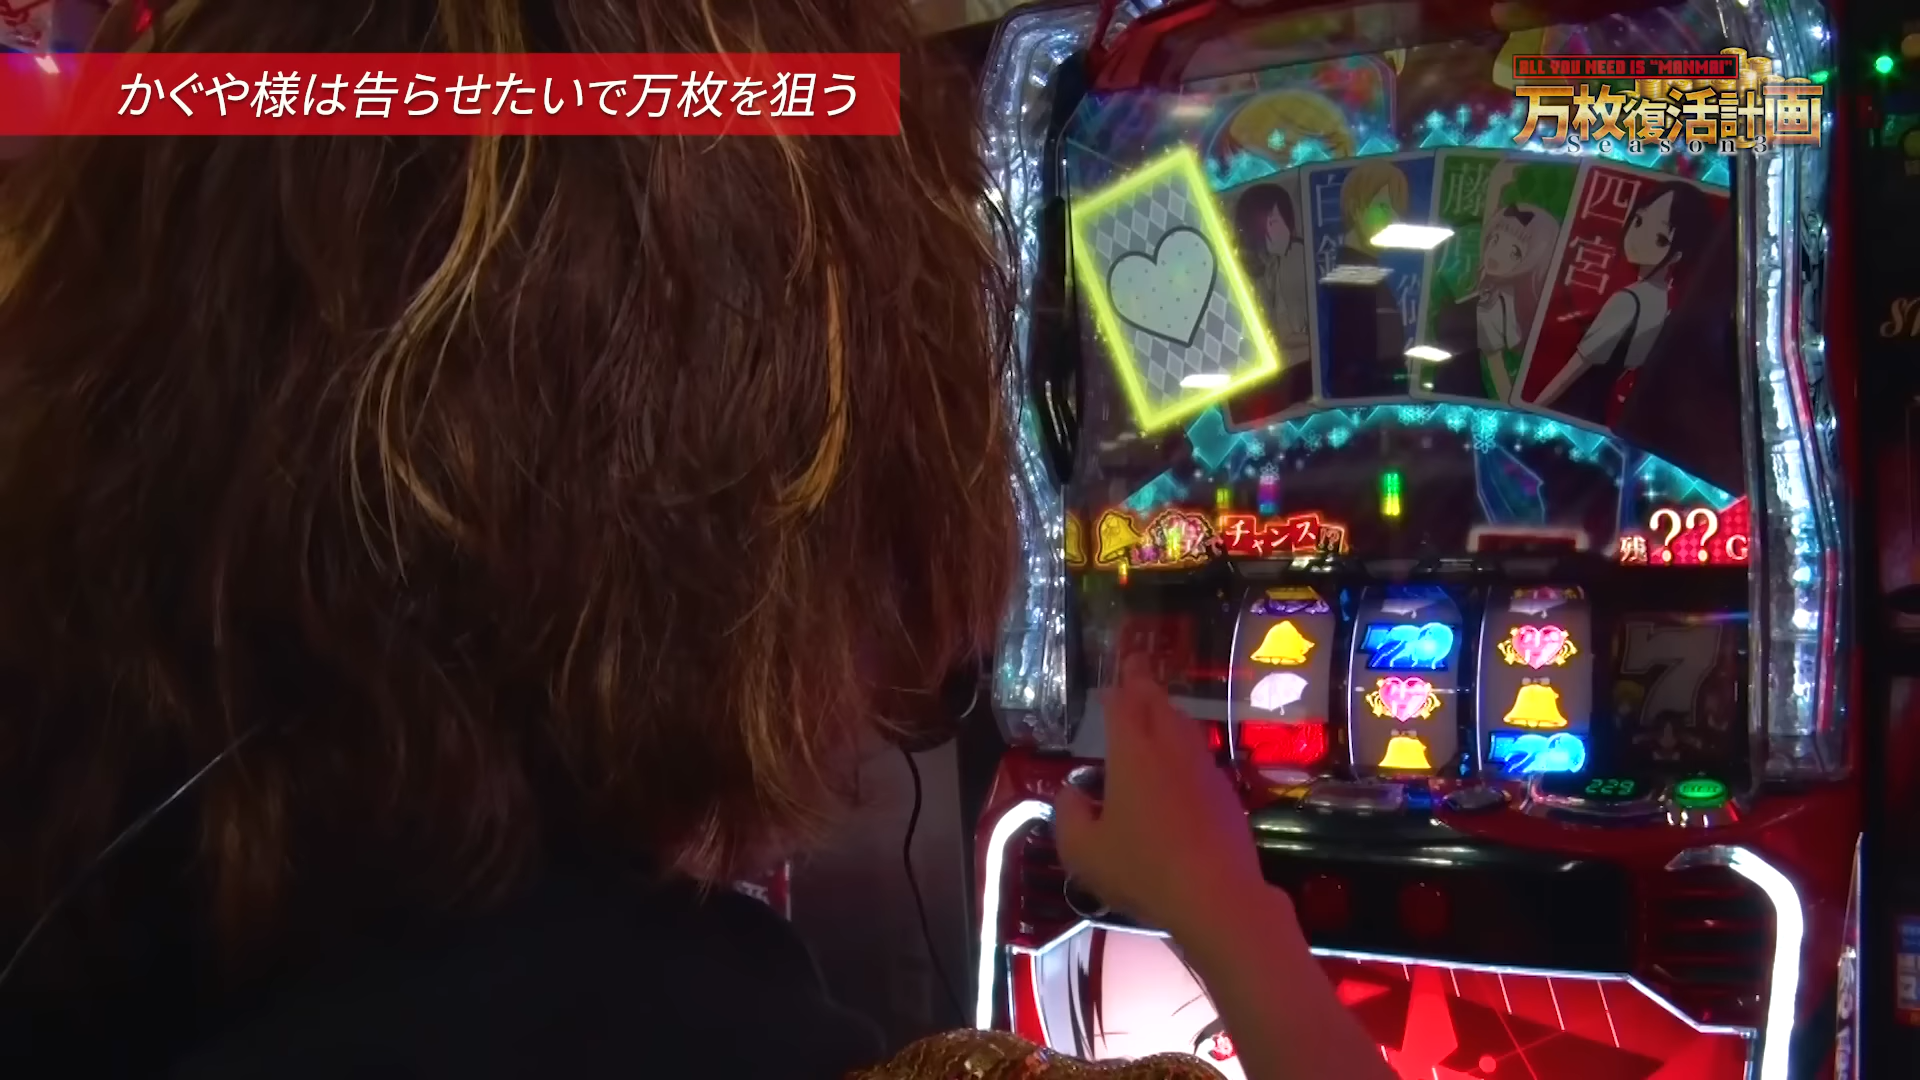 かぐや様は告らせたいで万枚を狙う
ALL YOU NEED IS "MANMAI"
万枚復活計画
Season3
白銀
御
藤原
四宮
チャンス!?
残??G
7
229